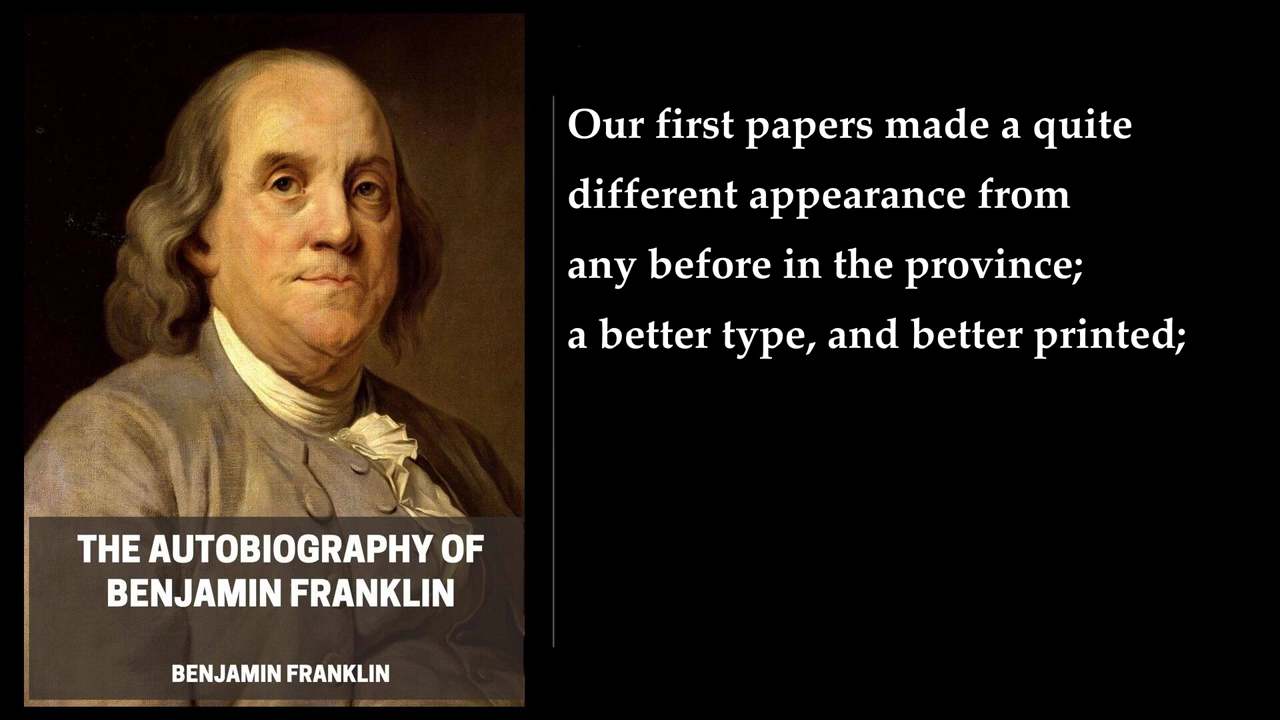 THE AUTOBIOGRAPHY OF
BENJAMIN FRANKLIN
BENJAMIN FRANKLIN
Our first papers made a quite
different appearance from
any before in the province;
a better type, and better printed;